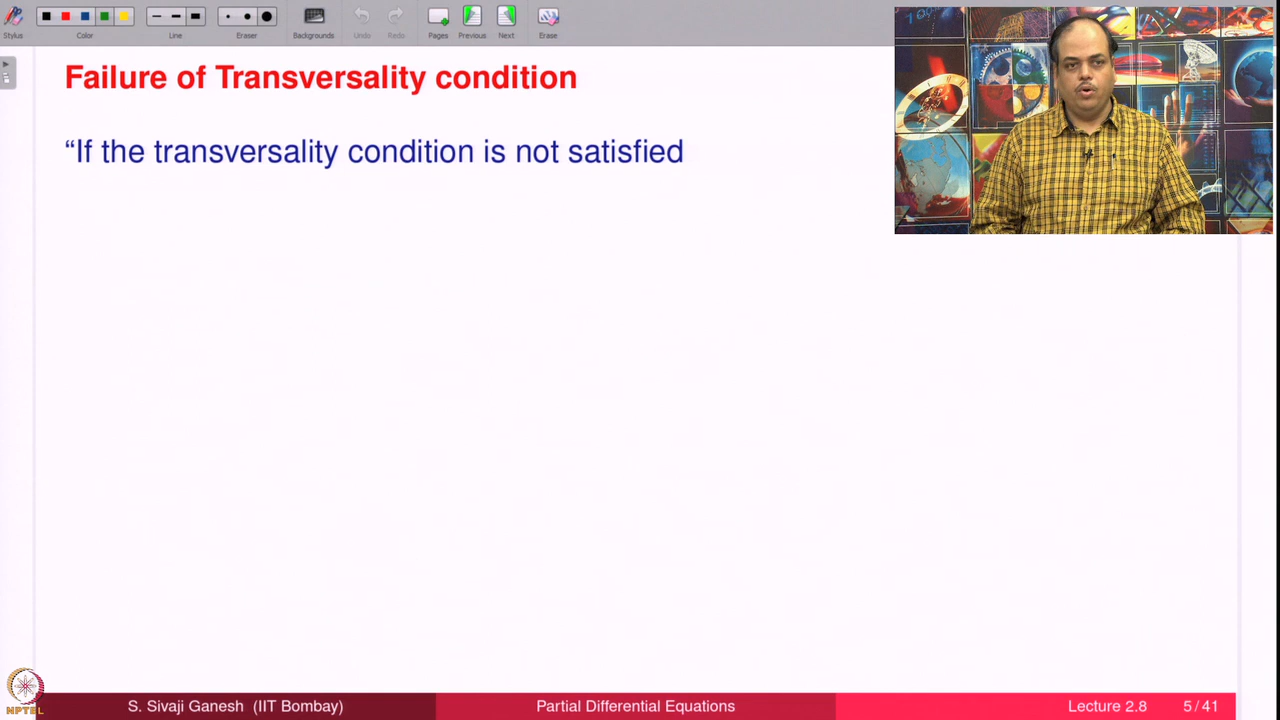 Stylus
Color
Line
Eraser
Backgrounds
Undo
Redo
Pages
Previous
Next
Erase
Failure of Transversality condition
“If the transversality condition is not satisfied
NPTEL
S. Sivaji Ganesh (IIT Bombay)
Partial Differential Equations
Lecture 2.8
5 / 41